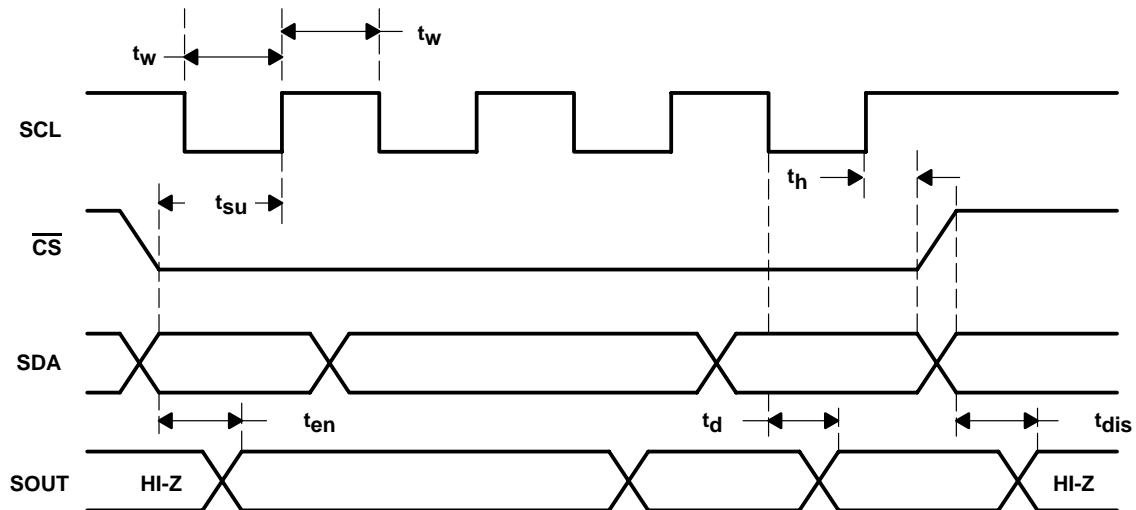 tw
tw
SCL
th
tsu
CS
SDA
ten
td
tdis
SOUT
HI-Z
HI-Z